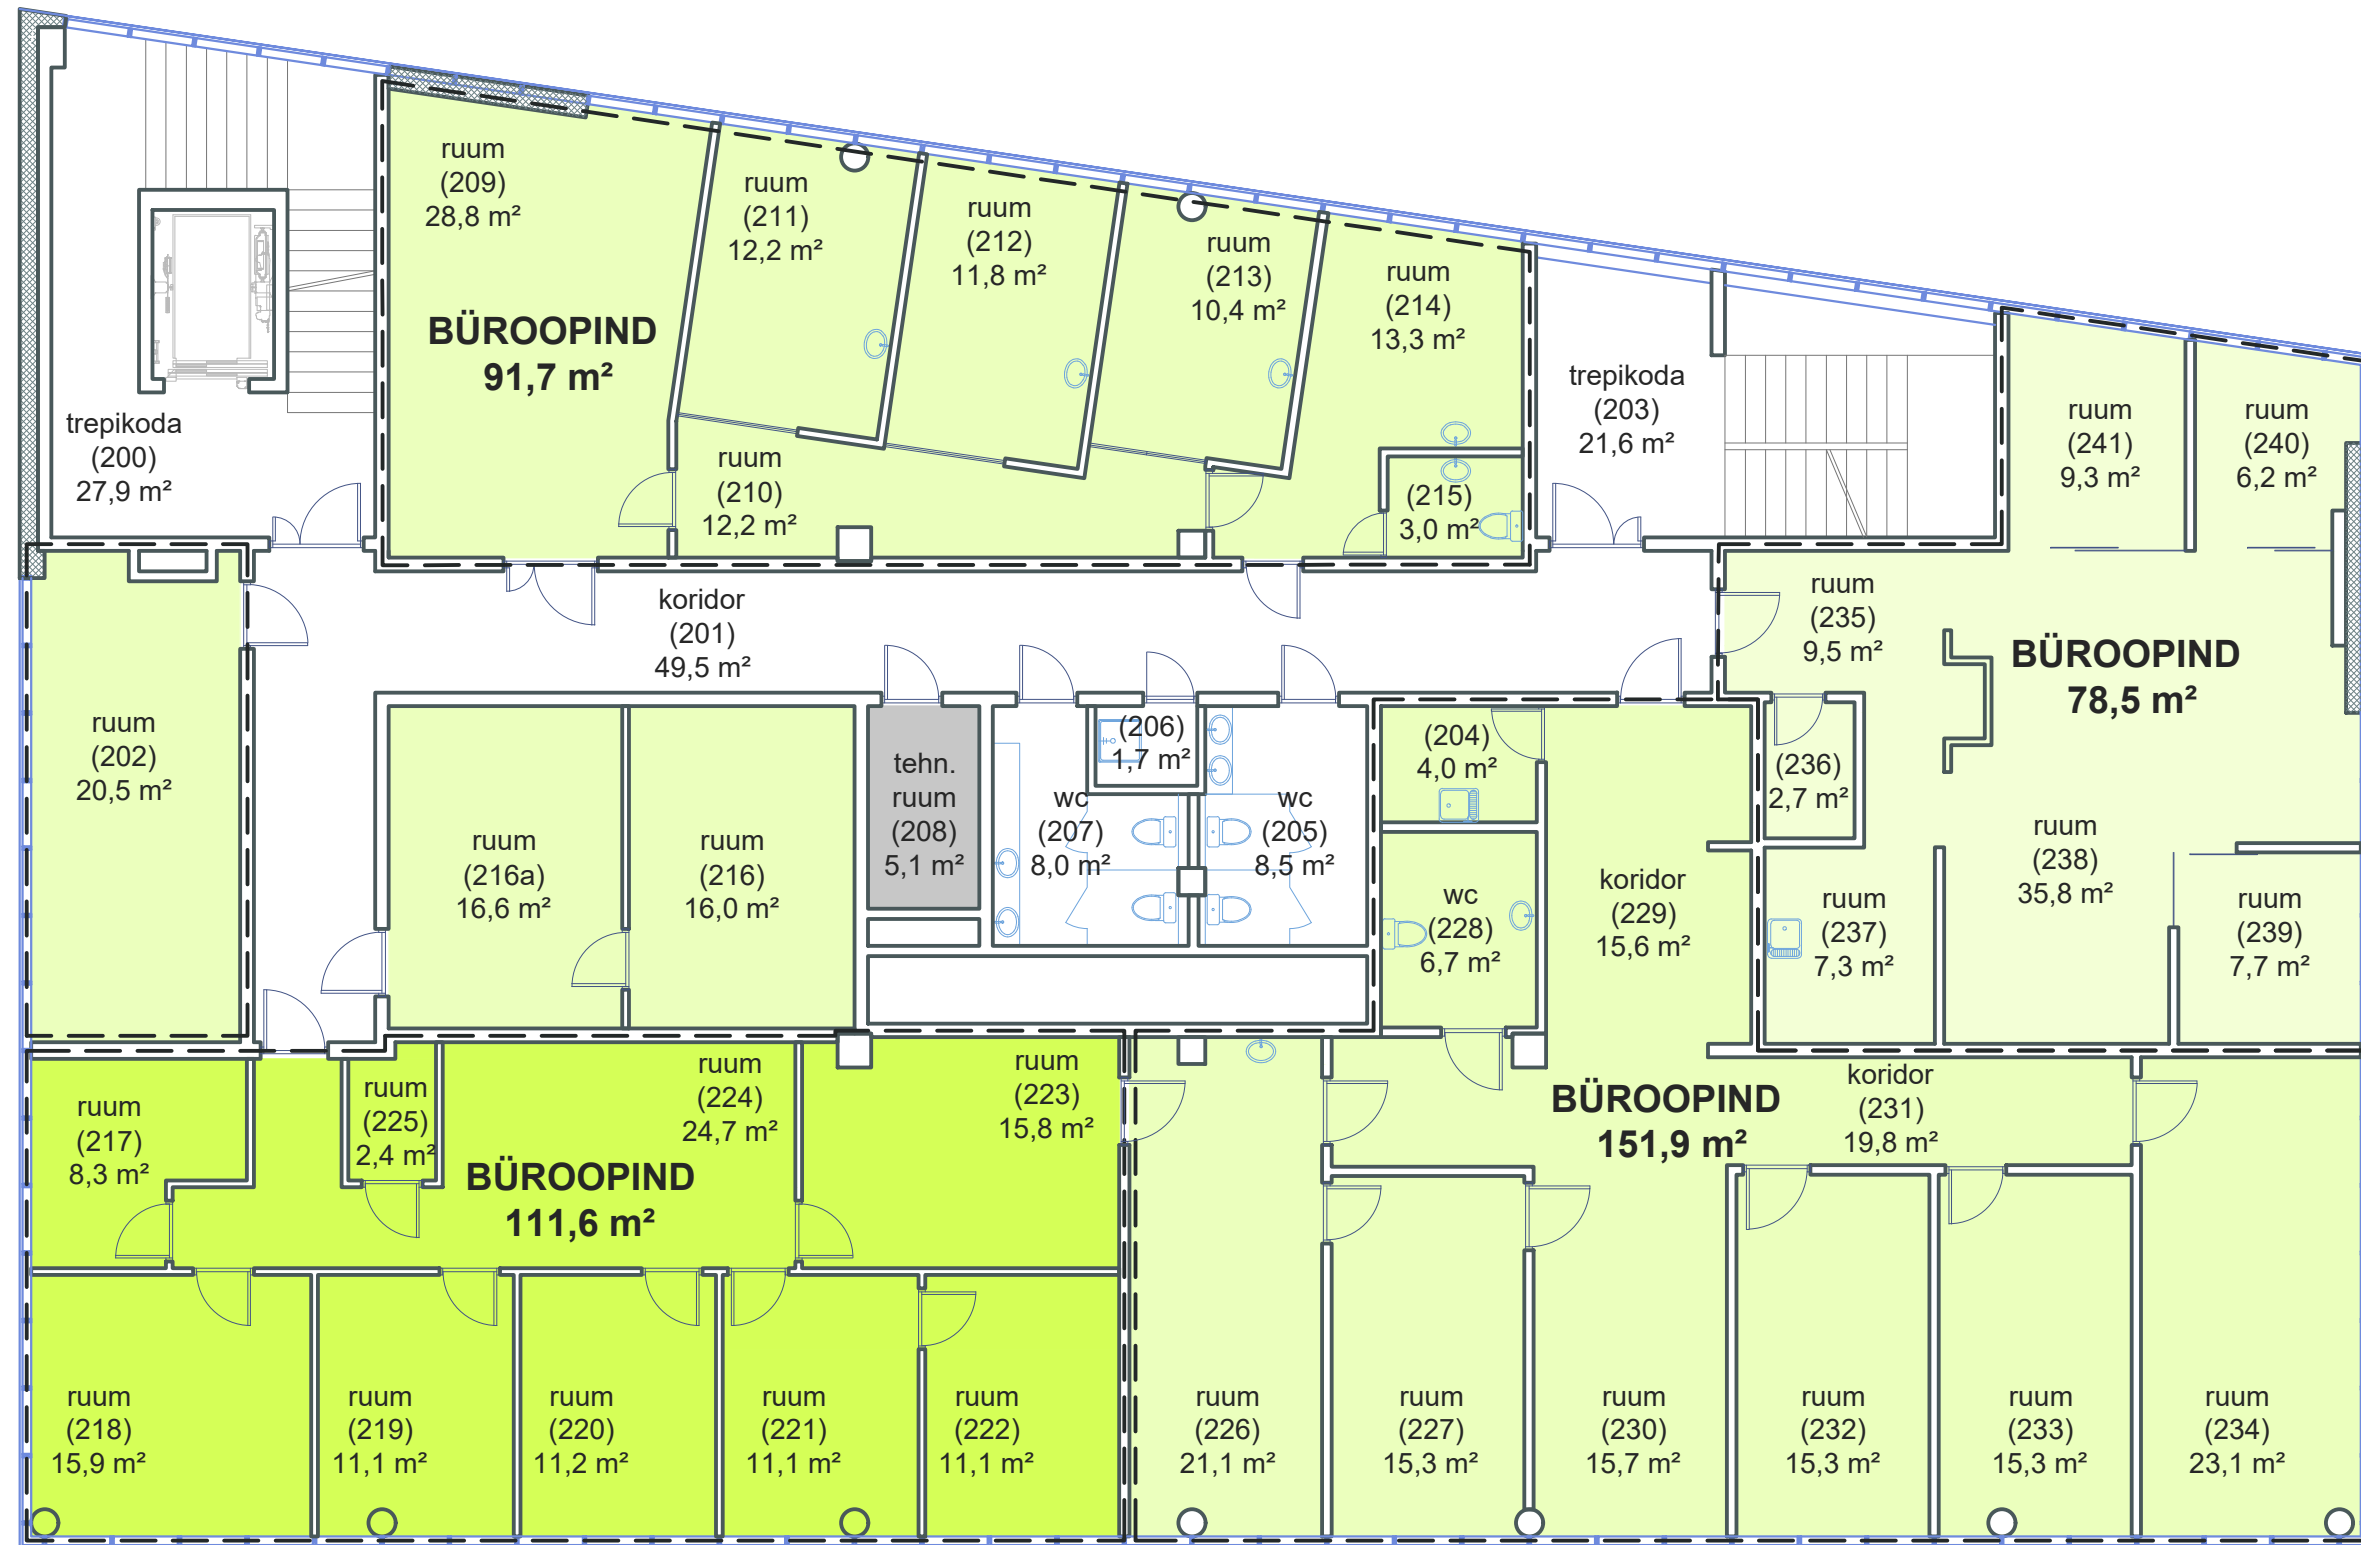 ruum
(209)
28,8 m²
ruum
(211)
12,2 m²
ruum
(212)
11,8 m²
ruum
(213)
10,4 m²
ruum
(214)
13,3 m²
BÜROOPIND
91,7 m²
trepikoda
(200)
27,9 m²
ruum
(210)
12,2 m²
(215)
3,0 m²
trepikoda
(203)
21,6 m²
ruum
(241)
9,3 m²
ruum
(240)
6,2 m²
koridor
(201)
49,5 m²
ruum
(235)
9,5 m²
BÜROOPIND
78,5 m²
ruum
(202)
20,5 m²
ruum
(216a)
16,6 m²
ruum
(216)
16,0 m²
tehn.
ruum
(208)
5,1 m²
wc
(207)
8,0 m²
(206)
1,7 m²
wc
(205)
8,5 m²
(204)
4,0 m²
wc
(228)
6,7 m²
koridor
(229)
15,6 m²
(236)
2,7 m²
ruum
(237)
7,3 m²
ruum
(238)
35,8 m²
ruum
(239)
7,7 m²
ruum
(217)
8,3 m²
ruum
(225)
2,4 m²
ruum
(224)
24,7 m²
ruum
(223)
15,8 m²
BÜROOPIND
111,6 m²
BÜROOPIND
151,9 m²
koridor
(231)
19,8 m²
ruum
(218)
15,9 m²
ruum
(219)
11,1 m²
ruum
(220)
11,2 m²
ruum
(221)
11,1 m²
ruum
(222)
11,1 m²
ruum
(226)
21,1 m²
ruum
(227)
15,3 m²
ruum
(230)
15,7 m²
ruum
(232)
15,3 m²
ruum
(233)
15,3 m²
ruum
(234)
23,1 m²